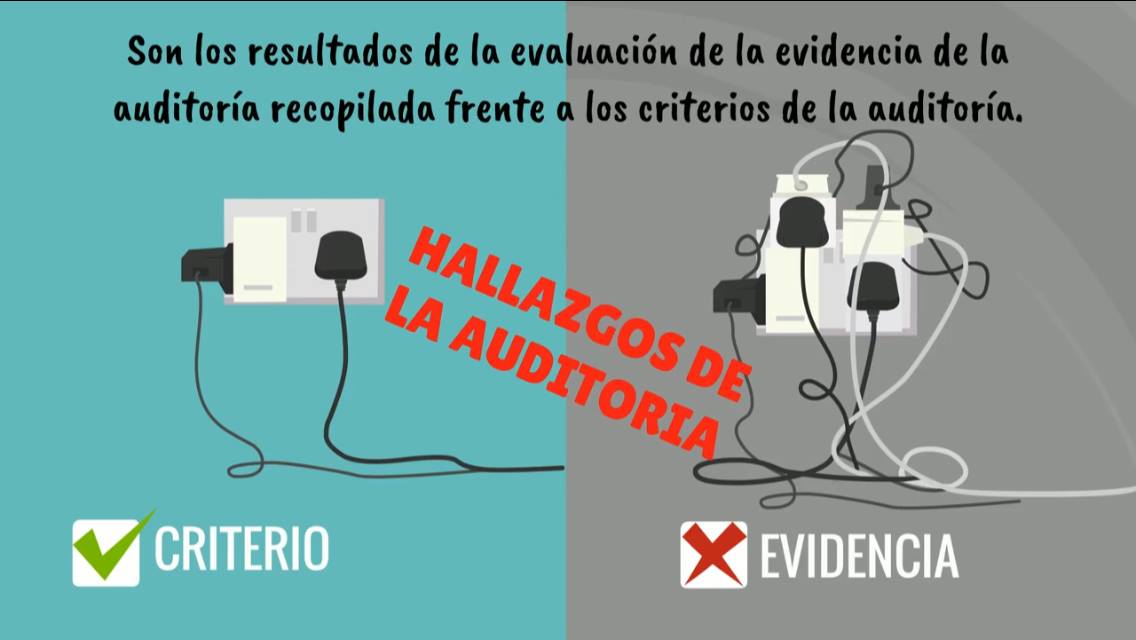 Son los resultados de la evaluación de la evidencia de la
auditoría recopilada frente a los criterios de la auditoría.
HALLAZGOS DE
LA AUDITORIA
CRITERIO
EVIDENCIA